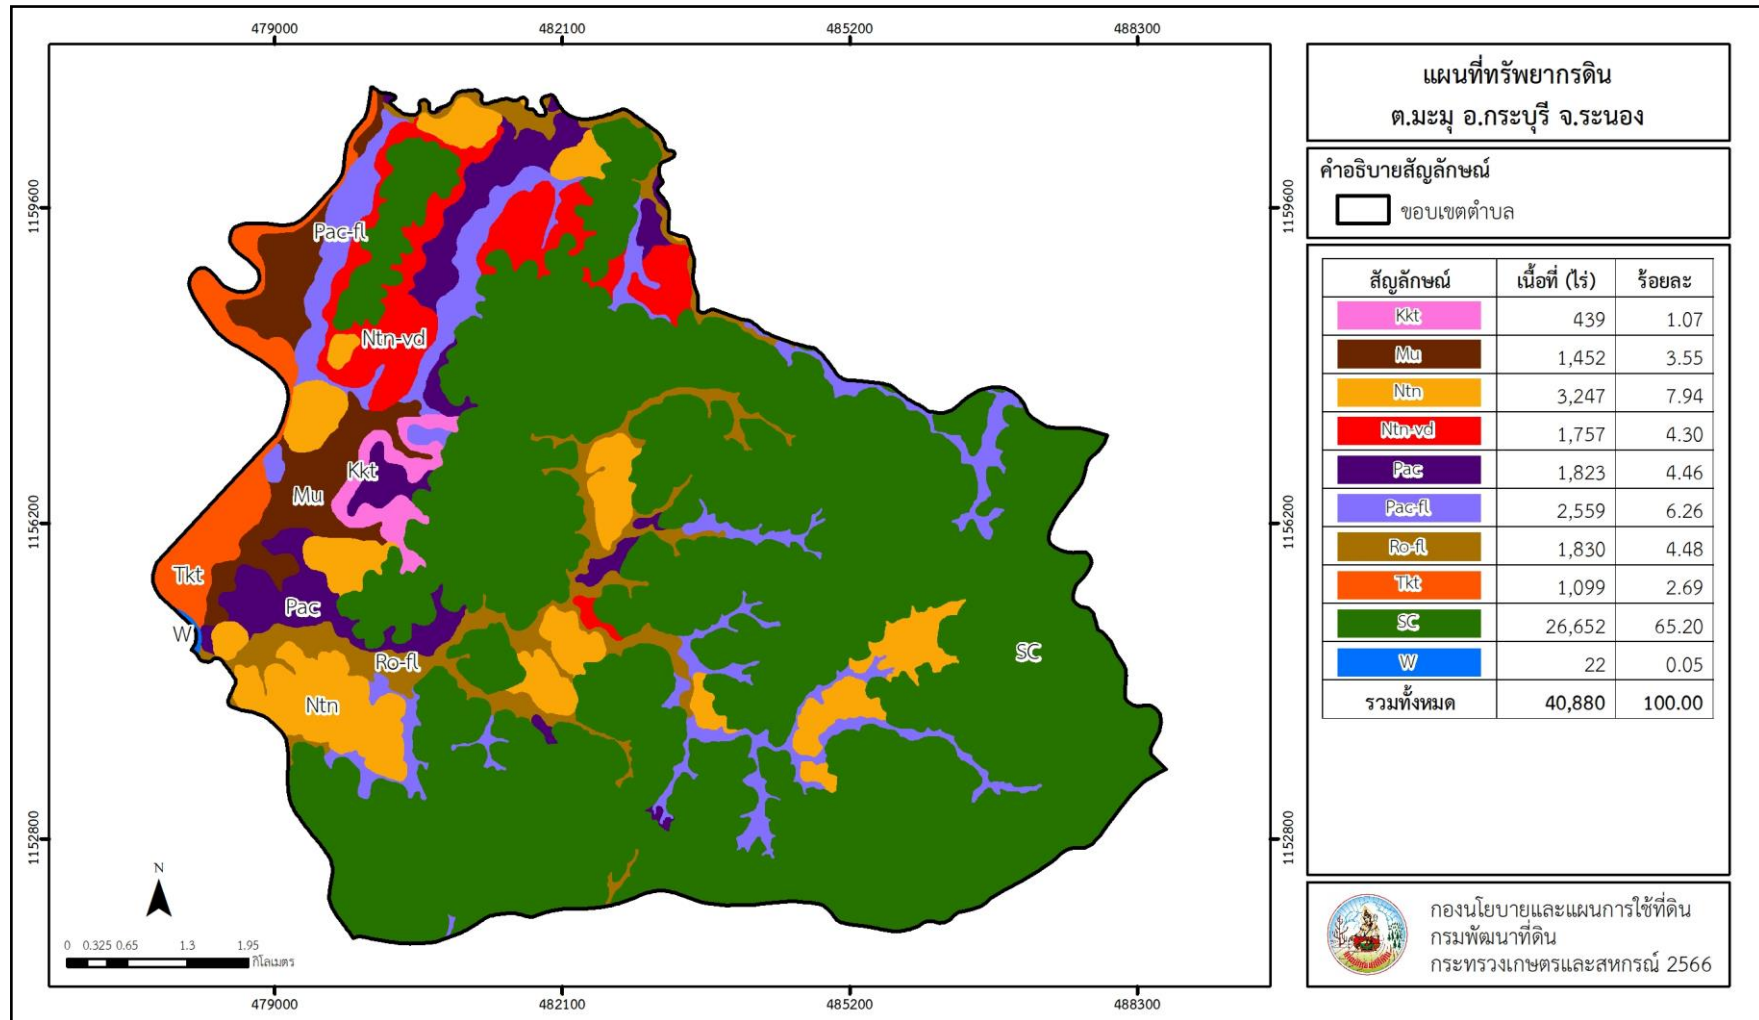 479000 482100 485200 488300
1159600 1159600
1156200 1156200
1152800 1152800
479000 482100 485200 488300
Pac-fl
Ntn-vd
Kkt
Mu
Tkt
Pac
W
Ro-fl
SC
Ntn
N
0 0.325 0.65 1.3 1.95
กิโลเมตร
แผนที่ทรัพยากรดิน
ต.มะมุ อ.กระบุรี จ.ระนอง
คำอธิบายสัญลักษณ์
ขอบเขตตำบล
สัญลักษณ์ เนื้อที่ (ไร่) ร้อยละ
Kkt 439 1.07
Mu 1,452 3.55
Ntn 3,247 7.94
Ntn-vd 1,757 4.30
Pac 1,823 4.46
Pac-fl 2,559 6.26
Ro-fl 1,830 4.48
Tkt 1,099 2.69
SC 26,652 65.20
W 22 0.05
รวมทั้งหมด 40,880 100.00
กองนโยบายและแผนการใช้ที่ดิน
กรมพัฒนาที่ดิน
กระทรวงเกษตรและสหกรณ์ 2566